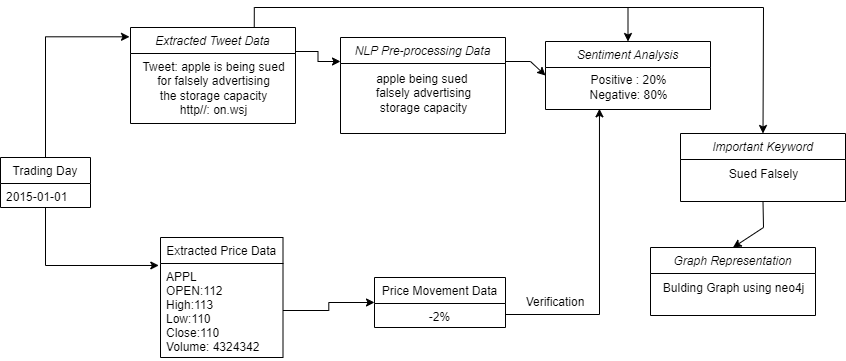 Extracted Tweet Data
Tweet: apple is being sued
for falsely advertising
the storage capacity
http//: on.wsj
NLP Pre-processing Data
apple being sued
falsely advertising
storage capacity
Sentiment Analysis
Positive : 20%
Negative: 80%
Important Keyword
Sued Falsely
Trading Day
2015-01-01
Extracted Price Data
APPL
OPEN:112
High:113
Low:110
Close:110
Volume: 4324342
Price Movement Data
-2%
Verification
Graph Representation
Bulding Graph using neo4j